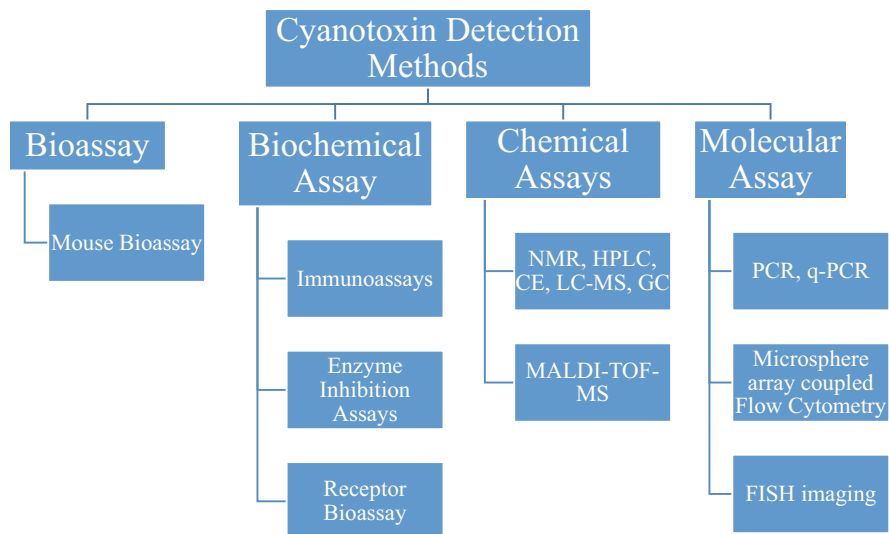 Cyanotoxin Detection
Methods
Bioassay
Mouse Bioassay
Biochemical
Assay
Immunoassays
Enzyme
Inhibition
Assays
Receptor
Bioassay
Chemical
Assays
NMR, HPLC,
CE, LC-MS, GC
MALDI-TOF-
MS
Molecular
Assay
PCR, q-PCR
Microsphere
array coupled
Flow Cytometry
FISH imaging